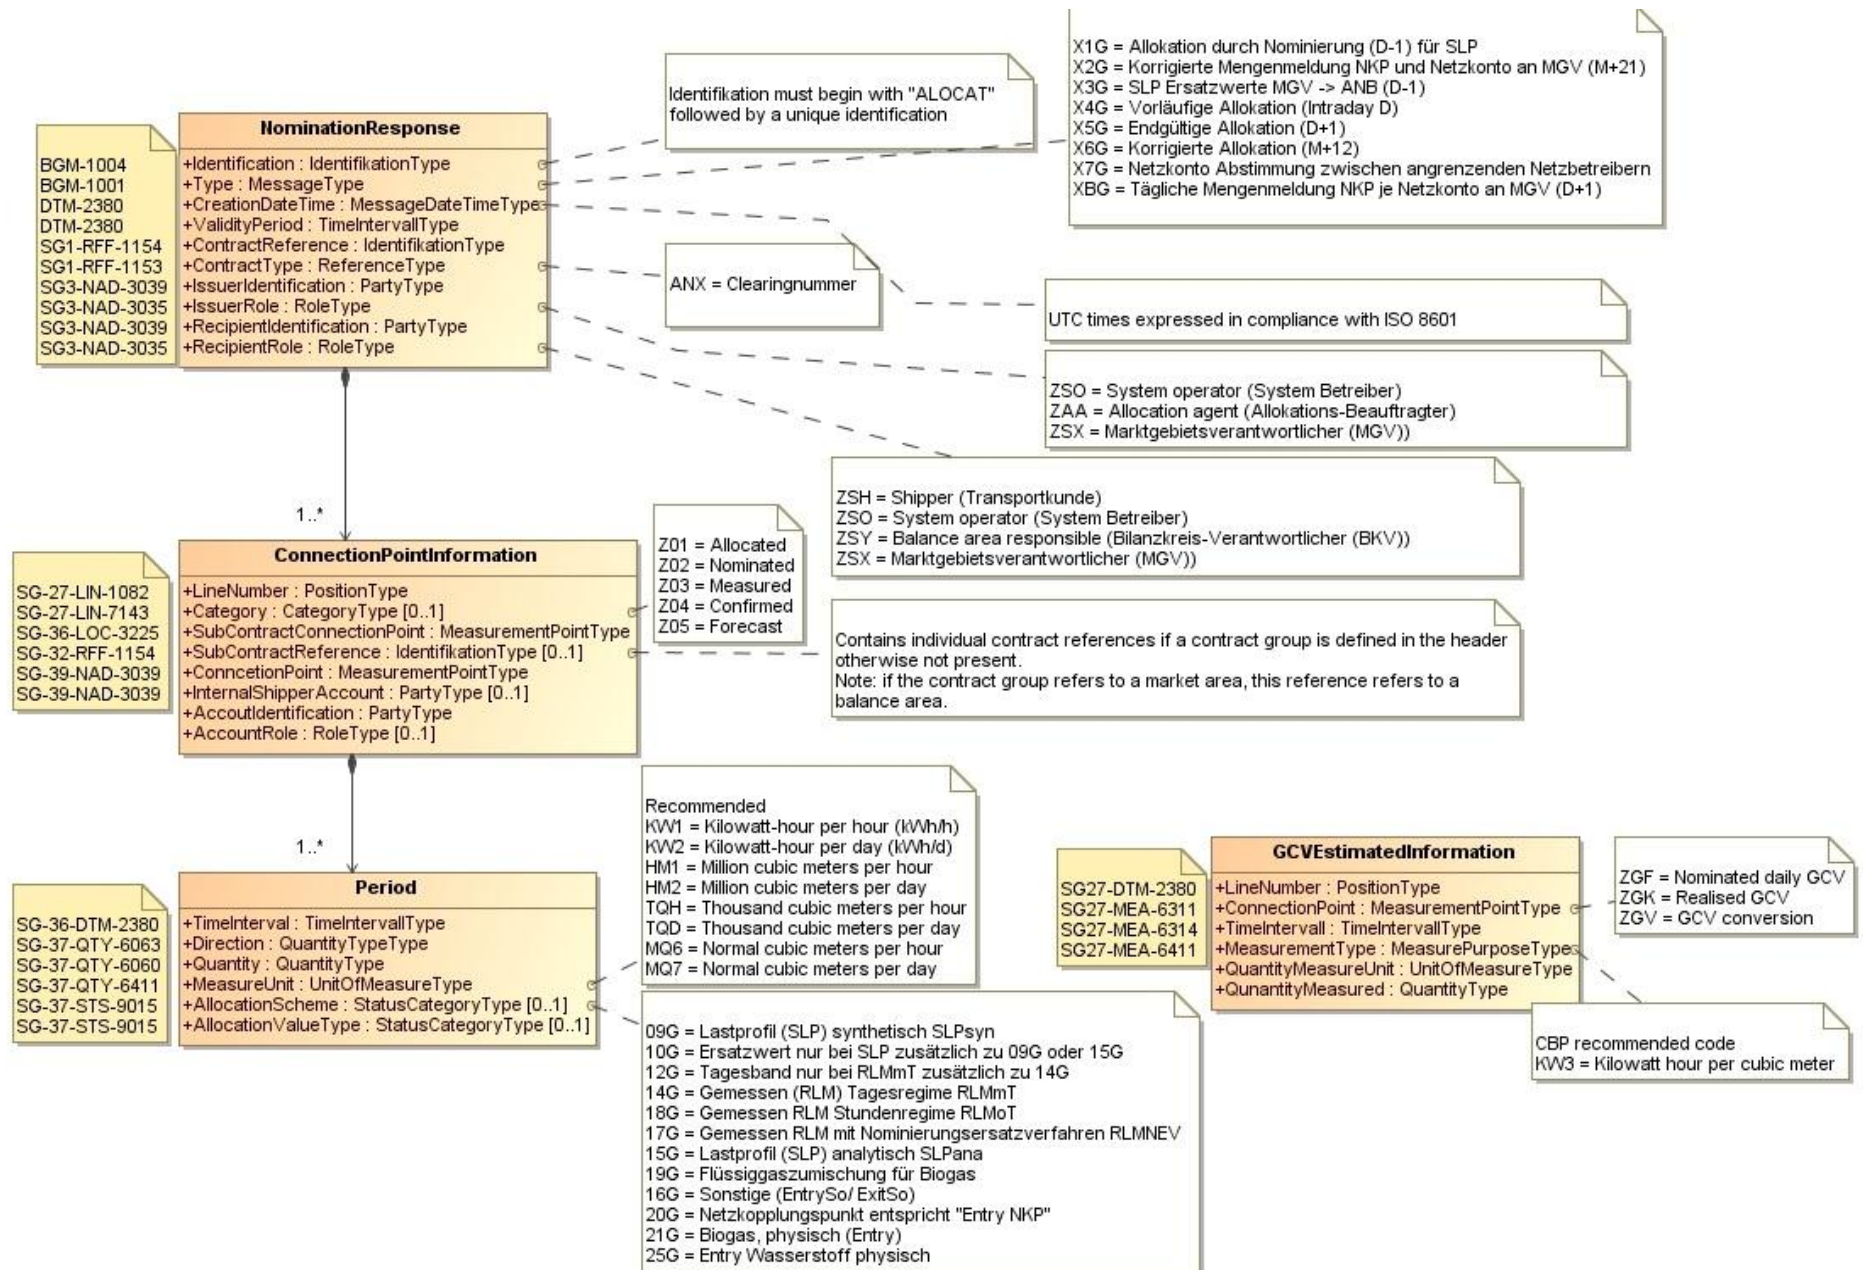 Identifikation must begin with "ALOCAT"
followed by a unique identification
X1G = Allokation durch Nominierung (D-1) für SLP
X2G = Korrigierte Mengenmeldung NKP und Netzkonto an MGV (M+21)
X3G = SLP Ersatzwerte MGV -> ANB (D-1)
X4G = Vorläufige Allokation (Intraday D)
X5G = Endgültige Allokation (D+1)
X6G = Korrigierte Allokation (M+12)
X7G = Netzkonto Abstimmung zwischen angrenzenden Netzbetreibern
XBG = Tägliche Mengenmeldung NKP je Netzkonto an MGV (D+1)
BGM-1004
BGM-1001
DTM-2380
DTM-2380
SG1-RFF-1154
SG1-RFF-1153
SG3-NAD-3039
SG3-NAD-3035
SG3-NAD-3039
SG3-NAD-3035
NominationResponse
+Identification : IdentifikationType
+Type : MessageType
+CreationDateTime : MessageDateTimeType
+ValidityPeriod : TimeIntervallType
+ContractReference : IdentifikationType
+ContractType : ReferenceType
+IssuerIdentification : PartyType
+IssuerRole : RoleType
+RecipientIdentification : PartyType
+RecipientRole : RoleType
ANX = Clearingnummer
UTC times expressed in compliance with ISO 8601
ZSO = System operator (System Betreiber)
ZAA = Allocation agent (Allokations-Beauftragter)
ZSX = Marktgebietsverantwortlicher (MGV))
ZSH = Shipper (Transportkunde)
ZSO = System operator (System Betreiber)
ZSY = Balance area responsible (Bilanzkreis-Verantwortlicher (BKV))
ZSX = Marktgebietsverantwortlicher (MGV))
1..*
SG-27-LIN-1082
SG-27-LIN-7143
SG-36-LOC-3225
SG-32-RFF-1154
SG-39-NAD-3039
SG-39-NAD-3039
ConnectionPointInformation
+LineNumber : PositionType
+Category : CategoryType [0..1]
+SubContractConnectionPoint : MeasurementPointType
+SubContractReference : IdentifikationType [0..1]
+ConncetionPoint : MeasurementPointType
+InternalShipperAccount : PartyType [0..1]
+AccoutIdentification : PartyType
+AccountRole : RoleType [0..1]
Z01 = Allocated
Z02 = Nominated
Z03 = Measured
Z04 = Confirmed
Z05 = Forecast
Contains individual contract references if a contract group is defined in the header
otherwise not present.
Note: if the contract group refers to a market area, this reference refers to a
balance area.
1..*
SG-36-DTM-2380
SG-37-QTY-6063
SG-37-QTY-6060
SG-37-QTY-6411
SG-37-STS-9015
SG-37-STS-9015
Period
+TimeInterval : TimeIntervallType
+Direction : QuantityTypeType
+Quantity : QuantityType
+MeasureUnit : UnitOfMeasureType
+AllocationScheme : StatusCategoryType [0..1]
+AllocationValueType : StatusCategoryType [0..1]
Recommended
KW1 = Kilowatt-hour per hour (kWh/h)
KW2 = Kilowatt-hour per day (kWh/d)
HM1 = Million cubic meters per hour
HM2 = Million cubic meters per day
TQH = Thousand cubic meters per hour
TQD = Thousand cubic meters per day
MQ6 = Normal cubic meters per hour
MQ7 = Normal cubic meters per day
09G = Lastprofil (SLP) synthetisch SLPsyn
10G = Ersatzwert nur bei SLP zusätzlich zu 09G oder 15G
12G = Tagesband nur bei RLMmT zusätzlich zu 14G
14G = Gemessen (RLM) Tagesregime RLMmT
18G = Gemessen RLM Stundenregime RLMoT
17G = Gemessen RLM mit Nominierungsersatzverfahren RLMNEV
15G = Lastprofil (SLP) analytisch SLPana
19G = Flüssiggaszumischung für Biogas
16G = Sonstige (EntrySo/ ExitSo)
20G = Netzkopplungspunkt entspricht "Entry NKP"
21G = Biogas, physisch (Entry)
25G = Entry Wasserstoff physisch
SG27-DTM-2380
SG27-MEA-6311
SG27-MEA-6314
SG27-MEA-6411
GCVEstimatedInformation
+LineNumber : PositionType
+ConnectionPoint : MeasurementPointType
+TimeIntervall : TimeIntervallType
+MeasurementType : MeasurePurposeType
+QuantityMeasureUnit : UnitOfMeasureType
+QunantityMeasured : QuantityType
ZGF = Nominated daily GCV
ZGK = Realised GCV
ZGV = GCV conversion
CBP recommended code
KW3 = Kilowatt hour per cubic meter